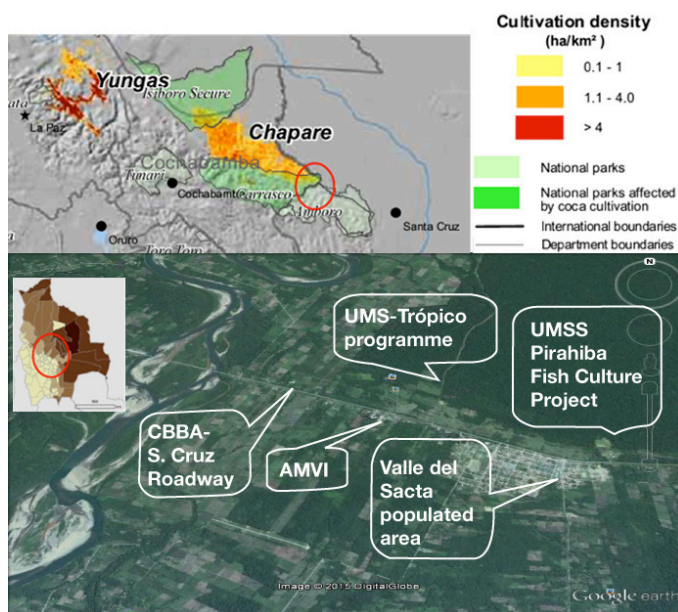 Cultivation density
(ha/km² )
0.1 - 1
1.1 - 4.0
> 4
National parks
National parks affected
by coca cultivation
International boundaries
Department boundaries
Yungas
Isiboro Secure
La Paz
Chapare
Cochabamba
Tunari
Cochabamba
Carrasco
Amboro
Santa Cruz
Oruro
Toro Toro
N
UMS-Trópico
programme
UMSS
Pirahiba
Fish Culture
Project
CBBA-
S. Cruz
Roadway
AMVI
Valle del
Sacta
populated
area
Image © 2015 DigitalGlobe
Google earth